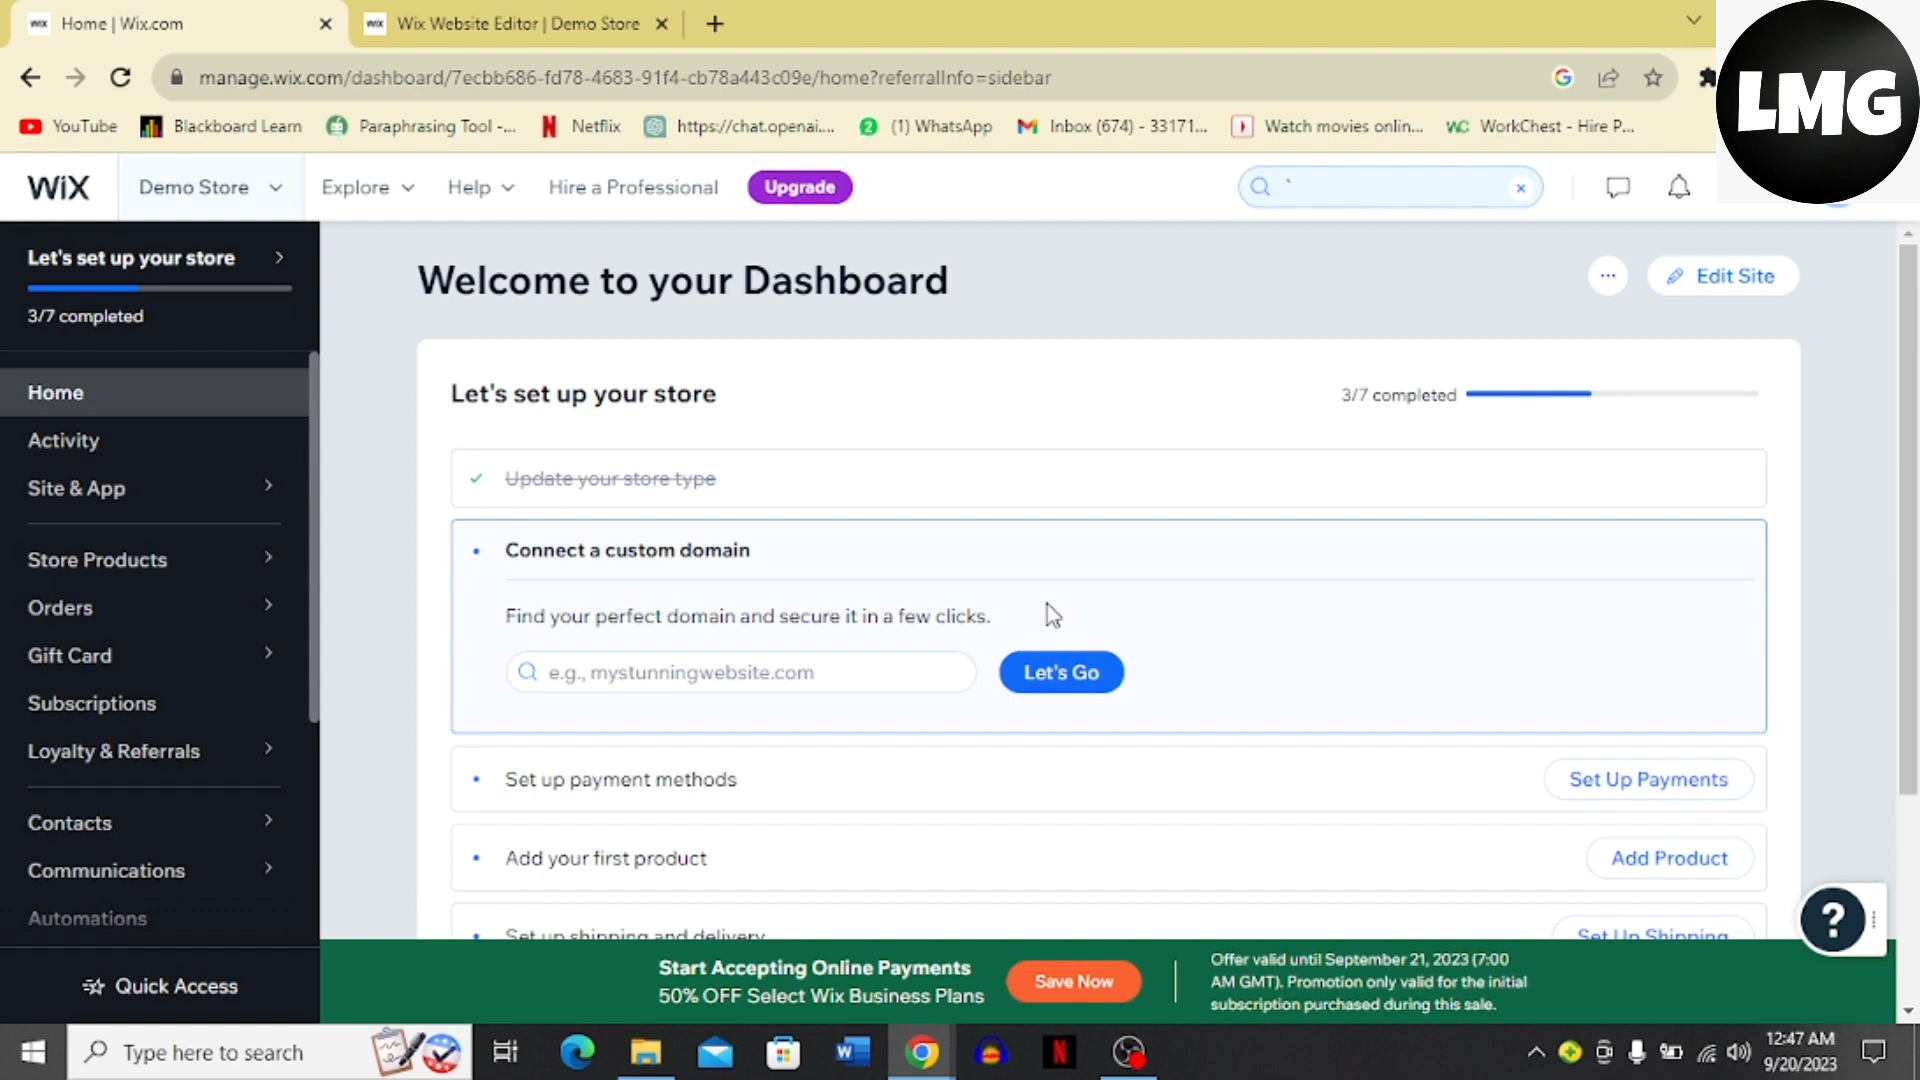 Home | Wix.com
Wix Website Editor | Demo Store
manage.wix.com/dashboard/7ecbb686-fd78-4683-91f4-cb78a443c09e/home?referralInfo=sidebar
YouTube
Blackboard Learn
Paraphrasing Tool -...
Netflix
https://chat.openai....
(1) WhatsApp
Inbox (674) - 33171...
Watch movies onlin...
WorkChest - Hire P...
LMG
WiX
Demo Store
Explore
Help
Hire a Professional
Upgrade
`
Let's set up your store
3/7 completed
Home
Activity
Site & App
Store Products
Orders
Gift Card
Subscriptions
Loyalty & Referrals
Contacts
Communications
Automations
Quick Access
Welcome to your Dashboard
Edit Site
Let's set up your store
3/7 completed
Update your store type
Connect a custom domain
Find your perfect domain and secure it in a few clicks.
e.g., mystunningwebsite.com
Let's Go
Set up payment methods
Set Up Payments
Add your first product
Add Product
Set up shipping and delivery
Set Up Shipping
?
Start Accepting Online Payments
50% OFF Select Wix Business Plans
Save Now
Offer valid until September 21, 2023 (7:00
AM GMT). Promotion only valid for the initial
subscription purchased during this sale.
Type here to search
12:47 AM
9/20/2023